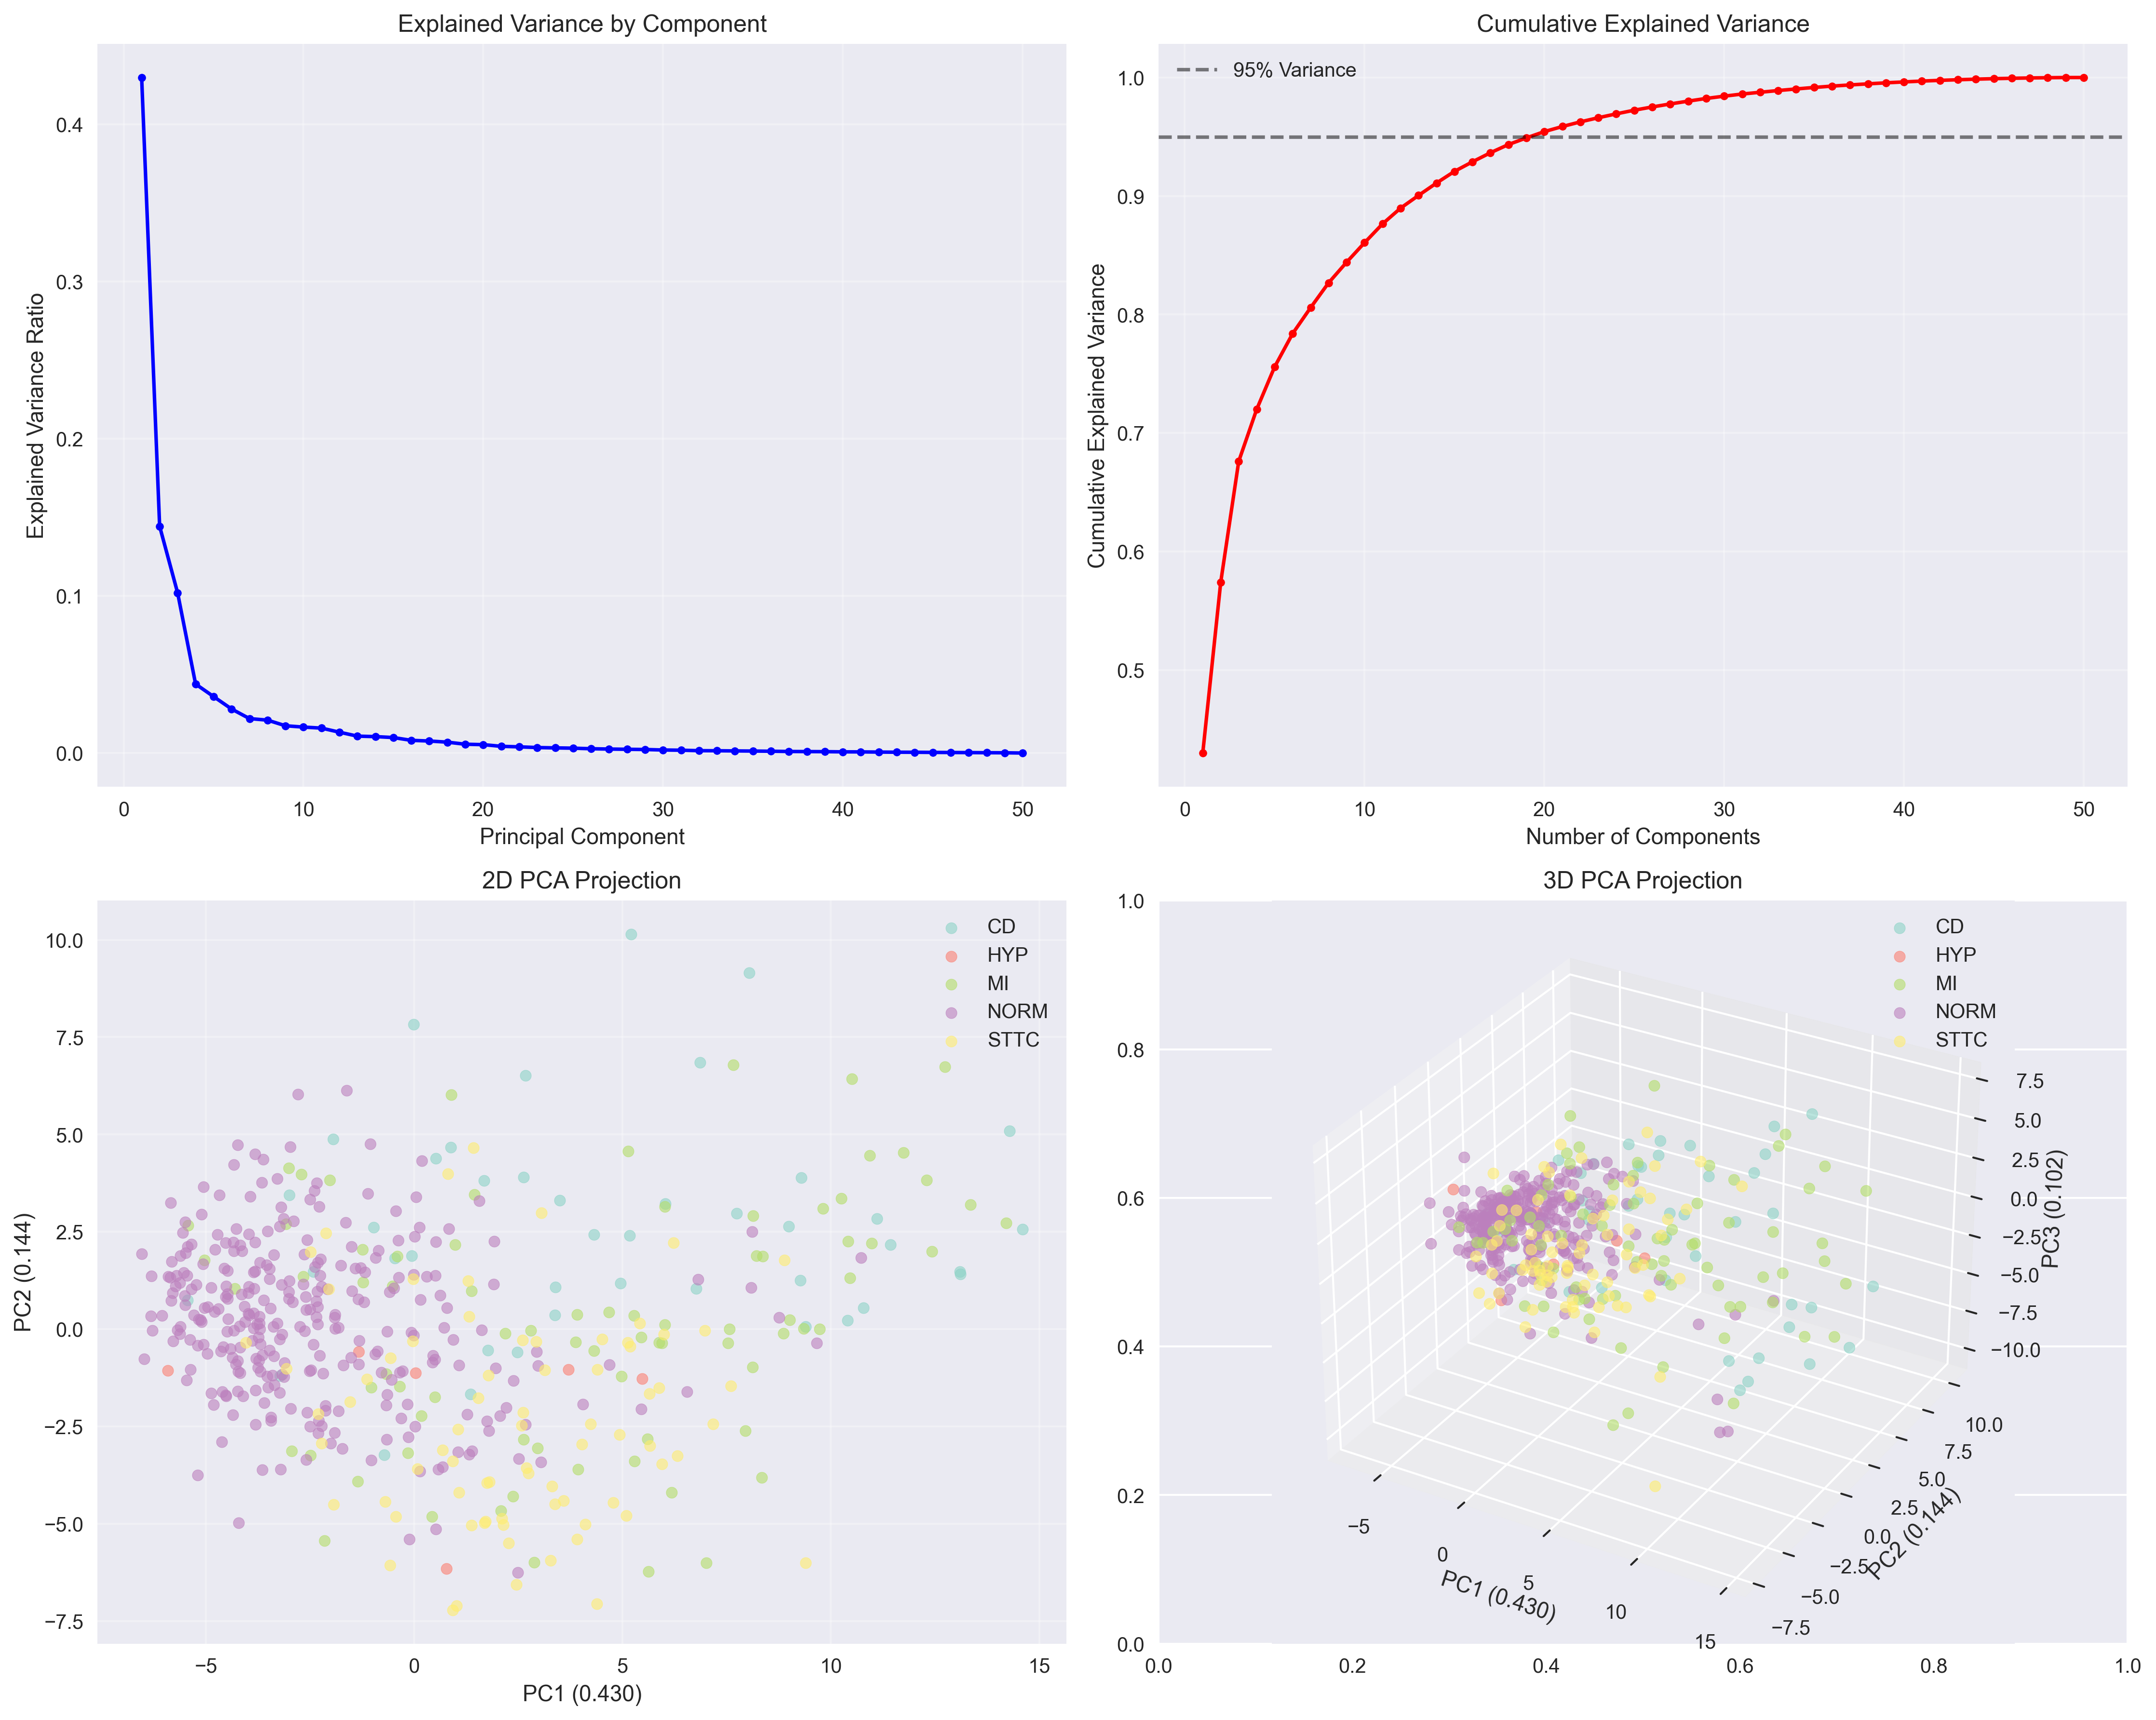 Explained Variance by Component
Explained Variance Ratio
0.4
0.3
0.2
0.1
0.0
0 10 20 30 40 50
Principal Component
Cumulative Explained Variance
95% Variance
Cumulative Explained Variance
1.0
0.9
0.8
0.7
0.6
0.5
0 10 20 30 40 50
Number of Components
2D PCA Projection
CD
HYP
MI
NORM
STTC
PC2 (0.144)
10.0
7.5
5.0
2.5
0.0
−2.5
−5.0
−7.5
−5 0 5 10 15
PC1 (0.430)
3D PCA Projection
CD
HYP
MI
NORM
STTC
1.0
0.8
0.6
0.4
0.2
0.0
0.0 0.2 0.4 0.6 0.8 1.0
7.5
5.0
2.5
0.0
−2.5
−5.0
−7.5
−10.0
PC3 (0.102)
10.0
7.5
5.0
2.5
0.0
−2.5
−5.0
−7.5
PC2 (0.144)
−5
0
5
10
15
PC1 (0.430)